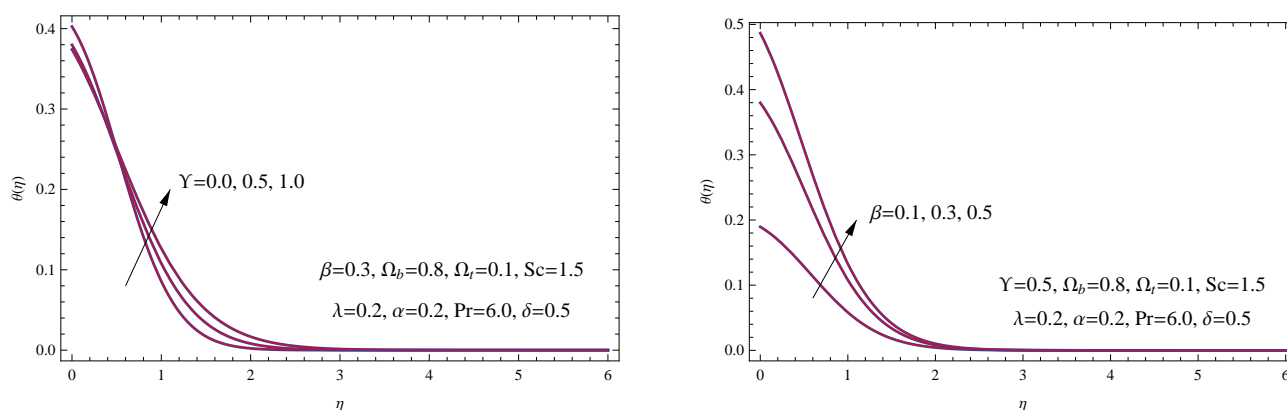 0.4
0.3
θ(η)
0.2
ϒ=0.0, 0.5, 1.0
0.1
β=0.3, Ω_b=0.8, Ω_t=0.1, Sc=1.5
λ=0.2, α=0.2, Pr=6.0, δ=0.5
0.0
0 1 2 3 4 5 6
η
0.5
0.4
0.3
θ(η)
0.2
β=0.1, 0.3, 0.5
0.1
ϒ=0.5, Ω_b=0.8, Ω_t=0.1, Sc=1.5
λ=0.2, α=0.2, Pr=6.0, δ=0.5
0.0
0 1 2 3 4 5 6
η